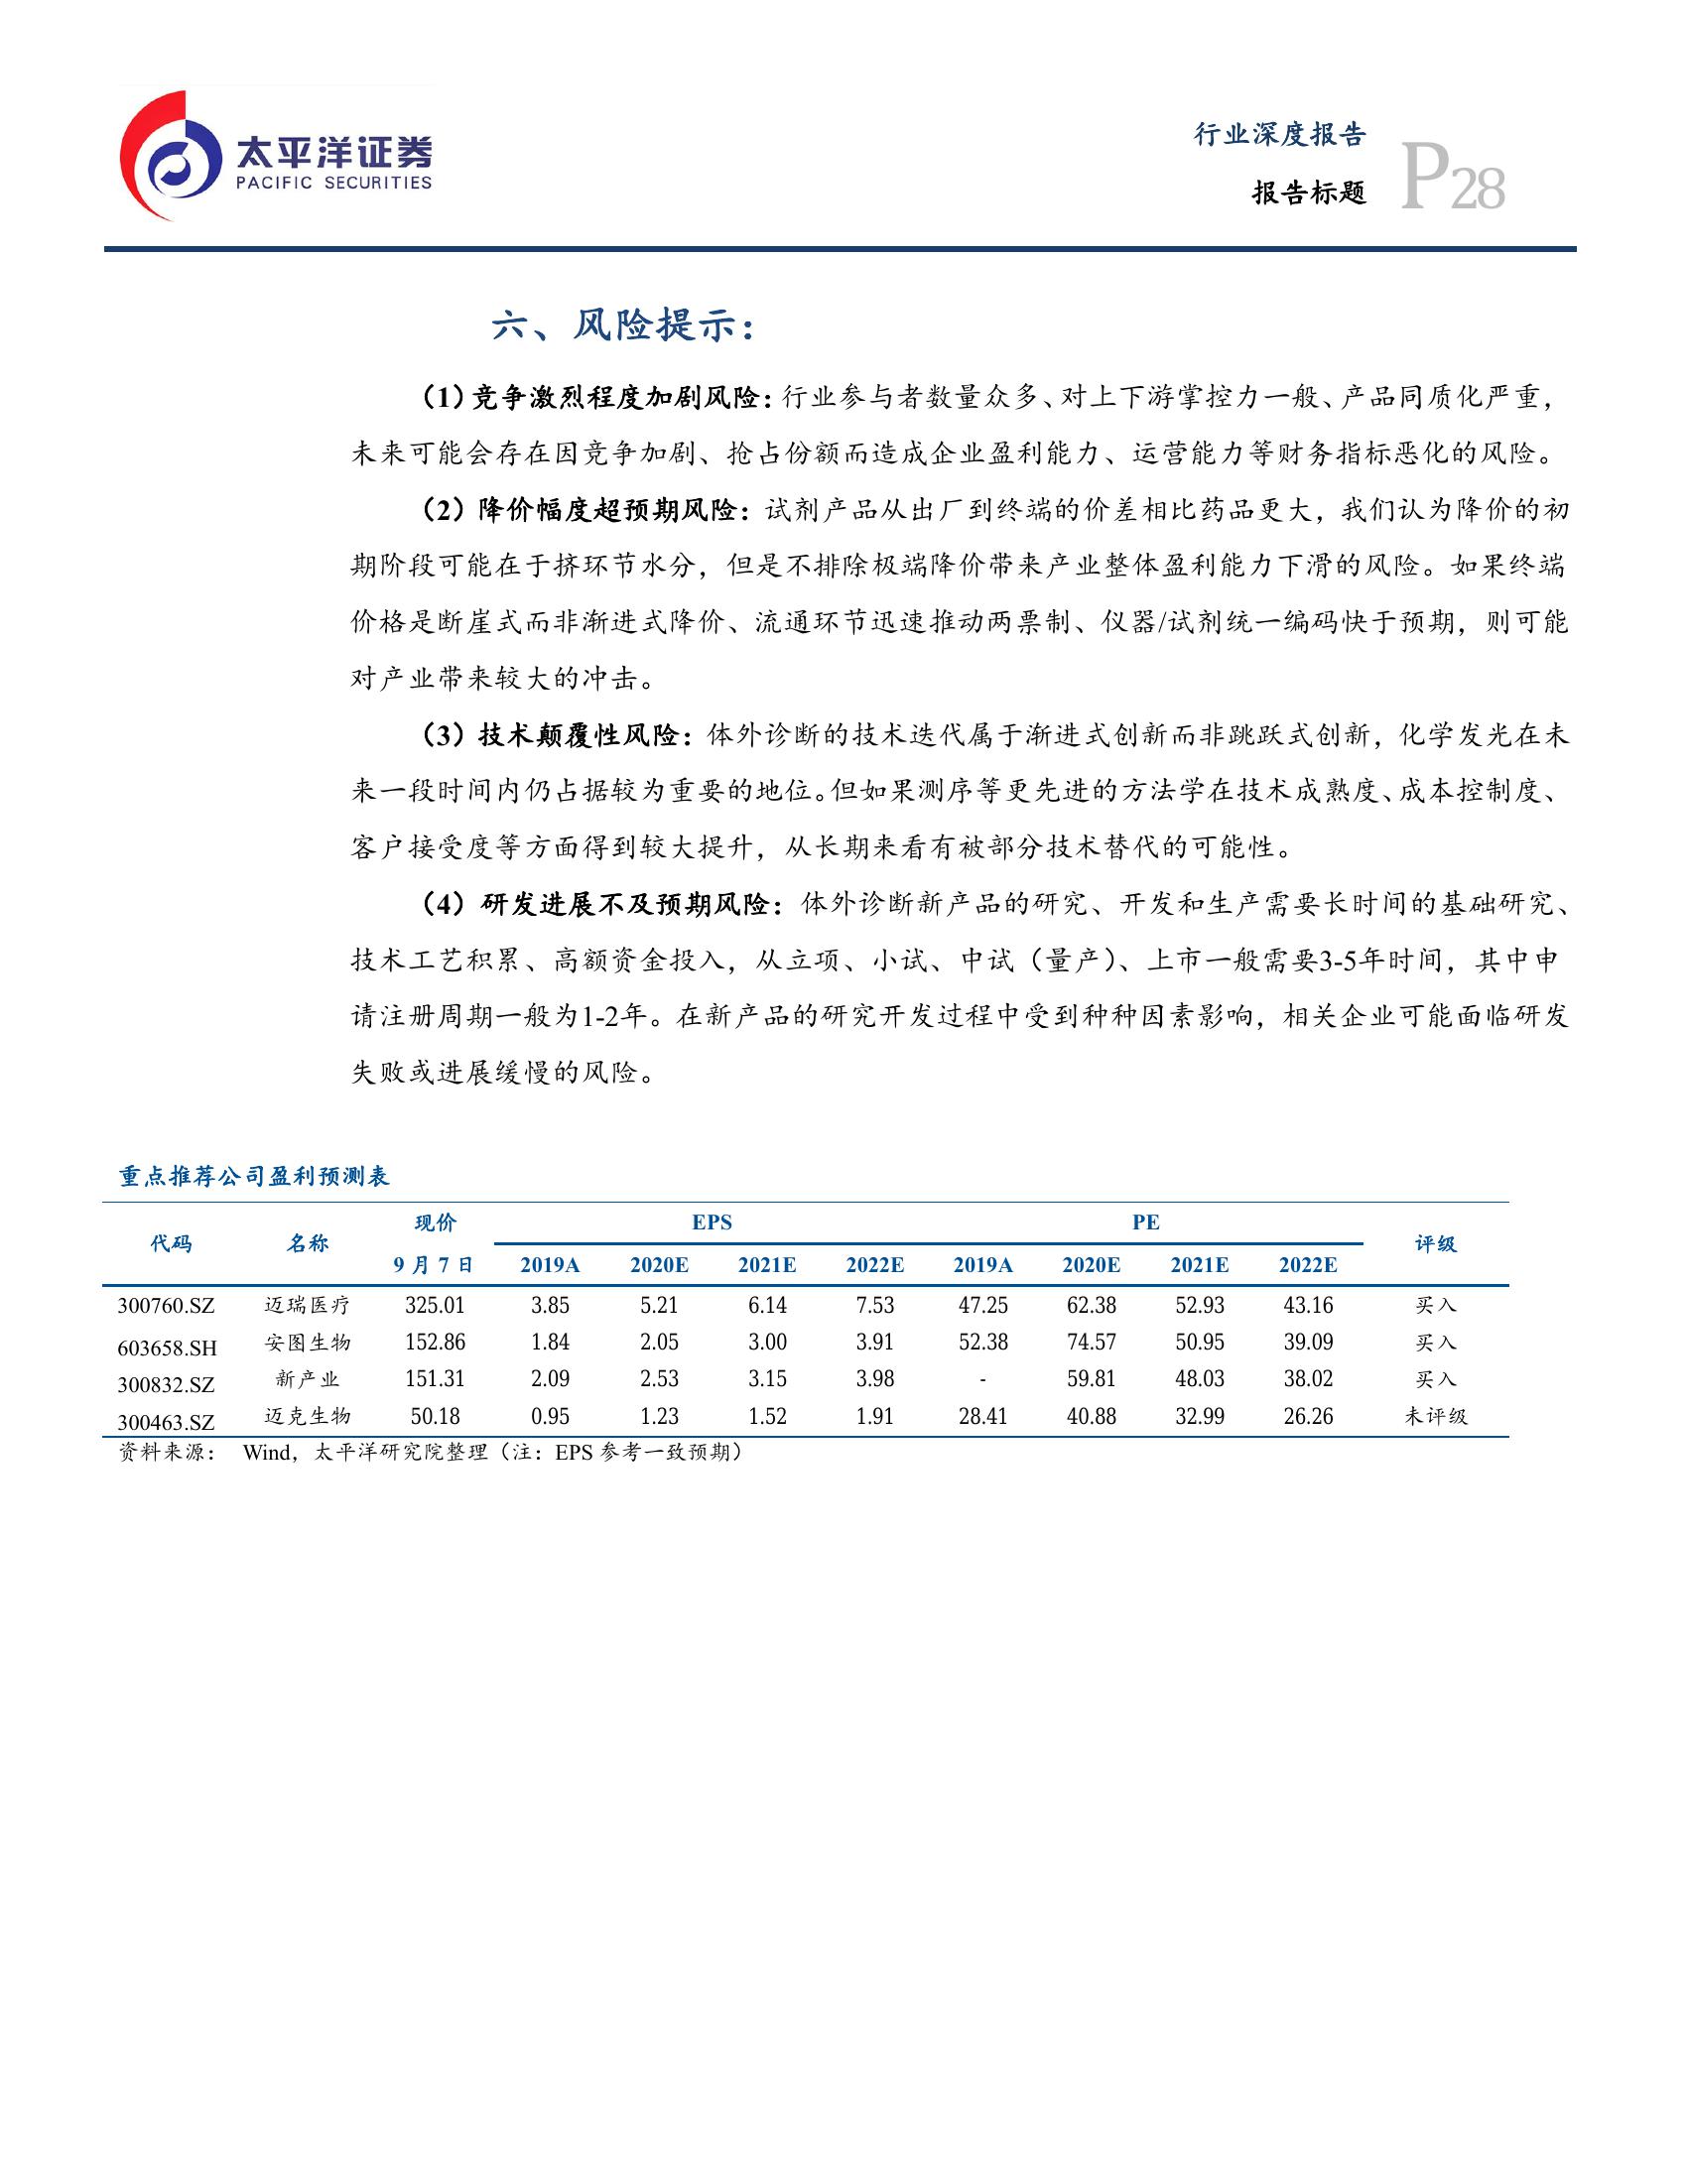 太平洋证券
PACIFIC SECURITIES
行业深度报告
报告标题
P28
六、风险提示：
（1）竞争激烈程度加剧风险：行业参与者数量众多、对上下游掌控力一般、产品同质化严重，
未来可能会存在因竞争加剧、抢占份额而造成企业盈利能力、运营能力等财务指标恶化的风险。
（2）降价幅度超预期风险：试剂产品从出厂到终端的价差相比药品更大，我们认为降价的初
期阶段可能在于挤环节水分，但是不排除极端降价带来产业整体盈利能力下滑的风险。如果终端
价格是断崖式而非渐进式降价、流通环节迅速推动两票制、仪器/试剂统一编码快于预期，则可能
对产业带来较大的冲击。
（3）技术颠覆性风险：体外诊断的技术迭代属于渐进式创新而非跳跃式创新，化学发光在未
来一段时间内仍占据较为重要的地位。但如果测序等更先进的方法学在技术成熟度、成本控制度、
客户接受度等方面得到较大提升，从长期来看有被部分技术替代的可能性。
（4）研发进展不及预期风险：体外诊断新产品的研究、开发和生产需要长时间的基础研究、
技术工艺积累、高额资金投入，从立项、小试、中试（量产）、上市一般需要3-5年时间，其中申
请注册周期一般为1-2年。在新产品的研究开发过程中受到种种因素影响，相关企业可能面临研发
失败或进展缓慢的风险。
重点推荐公司盈利预测表
代码 名称 现价 EPS PE 评级
9 月 7 日 2019A 2020E 2021E 2022E 2019A 2020E 2021E 2022E
300760.SZ 迈瑞医疗 325.01 3.85 5.21 6.14 7.53 47.25 62.38 52.93 43.16 买入
603658.SH 安图生物 152.86 1.84 2.05 3.00 3.91 52.38 74.57 50.95 39.09 买入
300832.SZ 新产业 151.31 2.09 2.53 3.15 3.98 - 59.81 48.03 38.02 买入
300463.SZ 迈克生物 50.18 0.95 1.23 1.52 1.91 28.41 40.88 32.99 26.26 未评级
资料来源： Wind，太平洋研究院整理（注：EPS 参考一致预期）